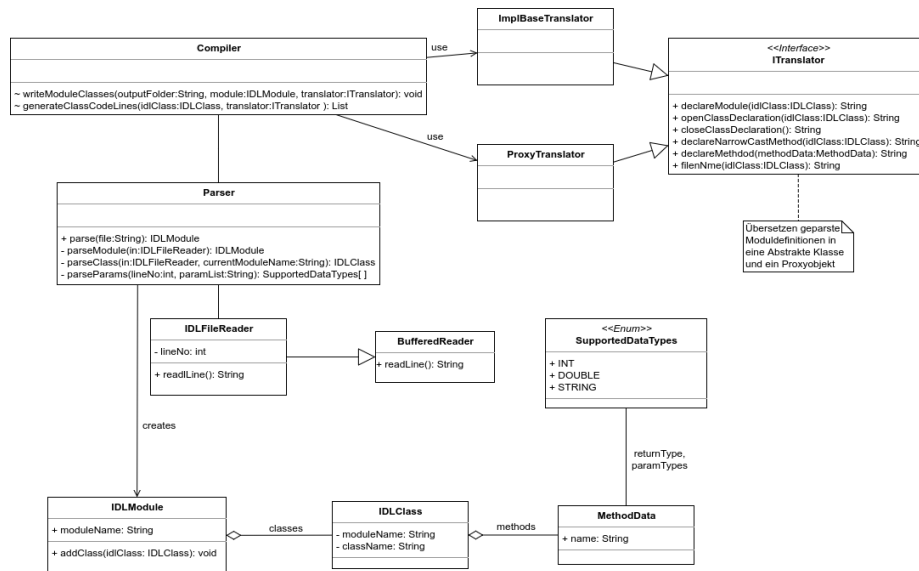 ImplBaseTranslator
Compiler
use
~ writeModuleClasses(outputFolder:String, module:IDLModule, translator:ITranslator): void
~ generateClassCodeLines(idlClass:IDLClass, translator:ITranslator ): List
<<Interface>>
ITranslator
+ declareModule(idlClass:IDLClass): String
+ openClassDeclaration(idlClass:IDLClass): String
+ closeClassDeclaration(): String
+ declareNarrowCastMethod(idlClass:IDLClass): String
+ declareMethdod(methodData:MethodData): String
+ filenNme(idlClass:IDLClass): String
use
ProxyTranslator
Parser
+ parse(file:String): IDLModule
- parseModule(in:IDLFileReader): IDLModule
- parseClass(in:IDLFileReader, currentModuleName:String): IDLClass
- parseParams(lineNo:int, paramList:String): SupportedDataTypes[ ]
Übersetzen geparste
Moduldefinitionen in
eine Abstrakte Klasse
und ein Proxyobjekt
IDLFileReader
- lineNo: int
+ readlLine(): String
BufferedReader
+ readLine(): String
<<Enum>>
SupportedDataTypes
+ INT
+ DOUBLE
+ STRING
creates
returnType,
paramTypes
IDLModule
+ moduleName: String
+ addClass(idlClass: IDLClass): void
classes
IDLClass
- moduleName: String
- className: String
methods
MethodData
+ name: String